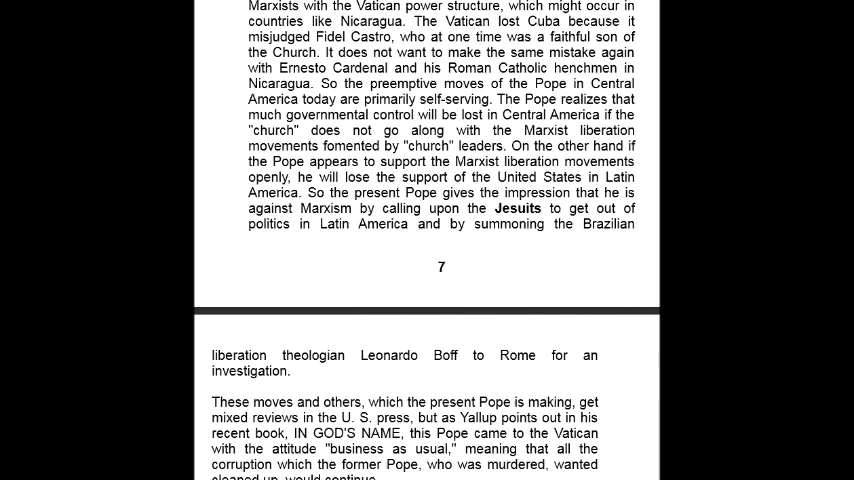 Marxists with the Vatican power structure, which might occur in
countries like Nicaragua. The Vatican lost Cuba because it
misjudged Fidel Castro, who at one time was a faithful son of
the Church. It does not want to make the same mistake again
with Ernesto Cardenal and his Roman Catholic henchmen in
Nicaragua. So the preemptive moves of the Pope in Central
America today are primarily self-serving. The Pope realizes that
much governmental control will be lost in Central America if the
"church" does not go along with the Marxist liberation
movements fomented by "church" leaders. On the other hand if
the Pope appears to support the Marxist liberation movements
openly, he will lose the support of the United States in Latin
America. So the present Pope gives the impression that he is
against Marxism by calling upon the Jesuits to get out of
politics in Latin America and by summoning the Brazilian
7
liberation theologian Leonardo Boff to Rome for an
investigation.
These moves and others, which the present Pope is making, get
mixed reviews in the U. S. press, but as Yallup points out in his
recent book, IN GOD'S NAME, this Pope came to the Vatican
with the attitude "business as usual," meaning that all the
corruption which the former Pope, who was murdered, wanted
cleaned up, would continue.